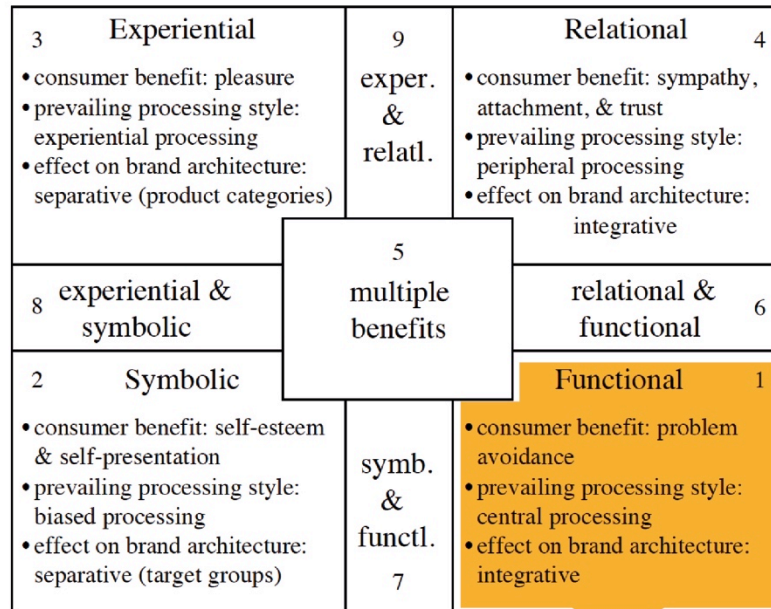 3 Experiential
•consumer benefit: pleasure
•prevailing processing style:
experiential processing
•effect on brand architecture:
separative (product categories)
9
exper.
&
relatl.
Relational 4
•consumer benefit: sympathy,
attachment, & trust
•prevailing processing style:
peripheral processing
•effect on brand architecture:
integrative
8 experiential &
symbolic
5
multiple
benefits
relational &
functional 6
2 Symbolic
•consumer benefit: self-esteem
& self-presentation
•prevailing processing style:
biased processing
•effect on brand architecture:
separative (target groups)
symb.
&
functl.
7
Functional 1
•consumer benefit: problem
avoidance
•prevailing processing style:
central processing
•effect on brand architecture:
integrative